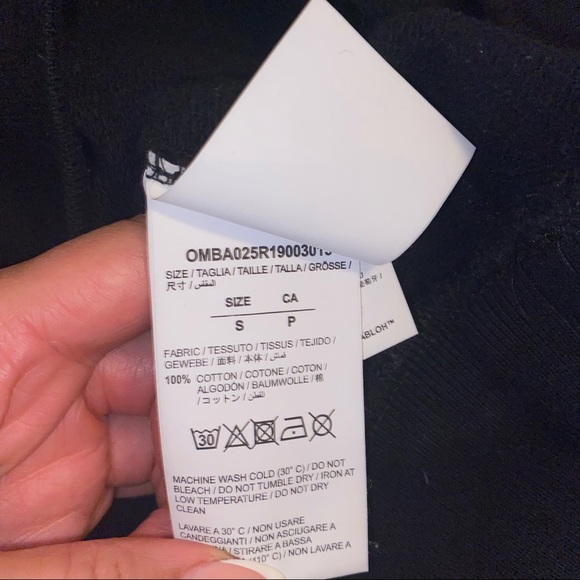 OMBA025R190030
SIZE / TAGLIA / TAILLE / TALLA / GRÖSSE /
尺寸 / المقاس /
SIZE CA
S P
FABRIC / TESSUTO / TISSUS / TEJIDO /
GEWEBE / 面料 / 本体 / قماش /
100% COTTON / COTONE / COTON /
ALGODÓN / BAUMWOLLE / 棉
/ コットン / القطن /
30
MACHINE WASH COLD (30° C) / DO NOT
BLEACH / DO NOT TUMBLE DRY / IRON AT
LOW TEMPERATURE / DO NOT DRY
CLEAN
LAVARE A 30° C / NON USARE
CANDEGGIANTI / NON ASCIUGARE A
/ STIRARE A BASSA
(110° C) / NON LAVARE A
ABLOH™